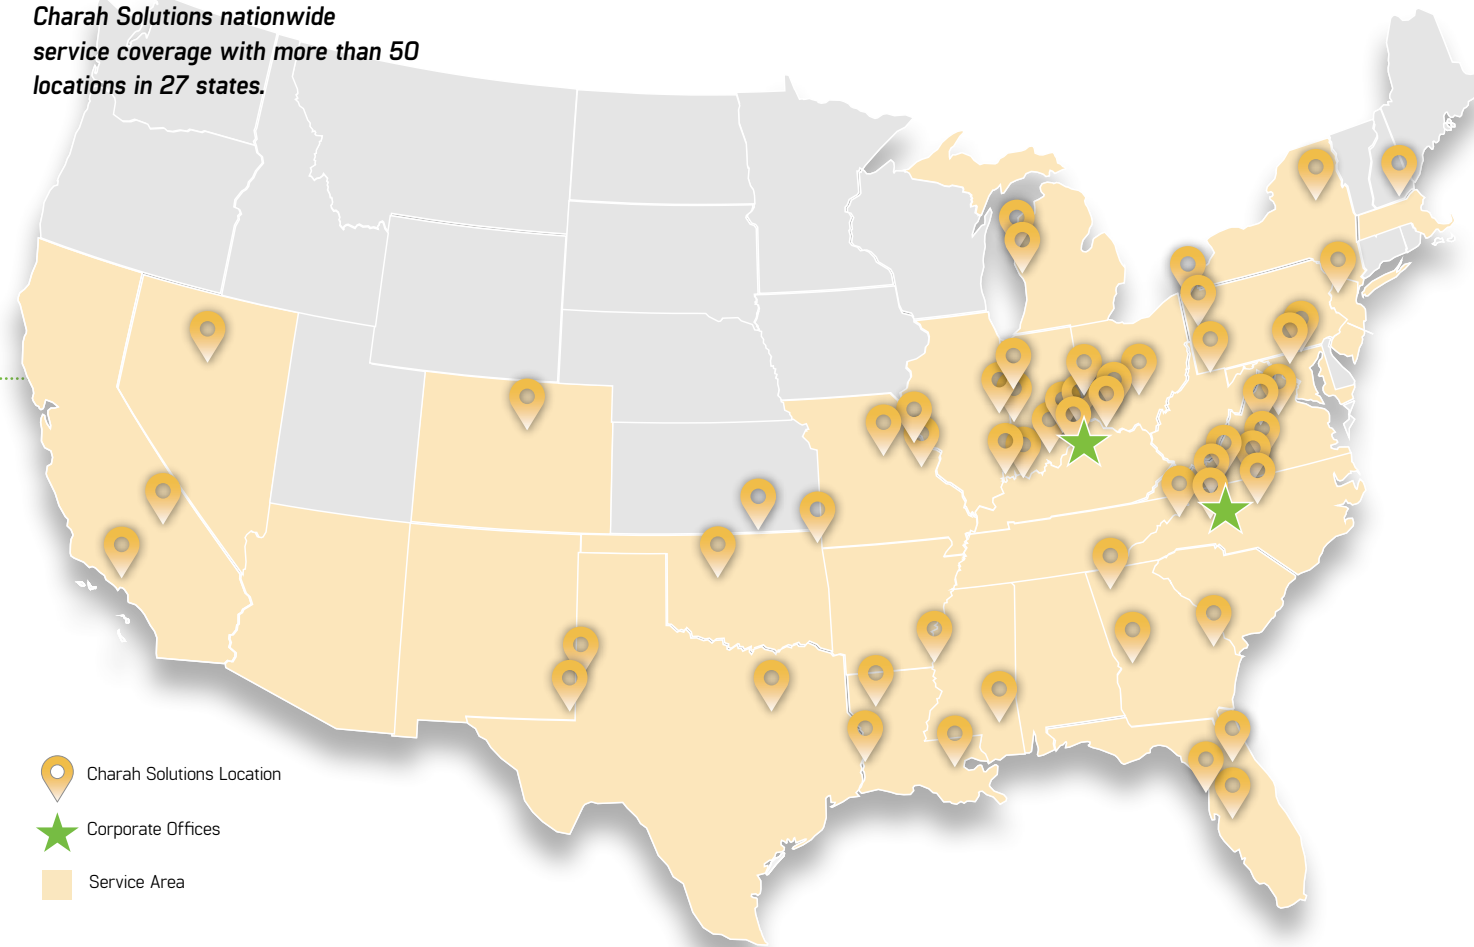 Charah Solutions nationwide
service coverage with more than 50
locations in 27 states.
Charah Solutions Location
Corporate Offices
Service Area